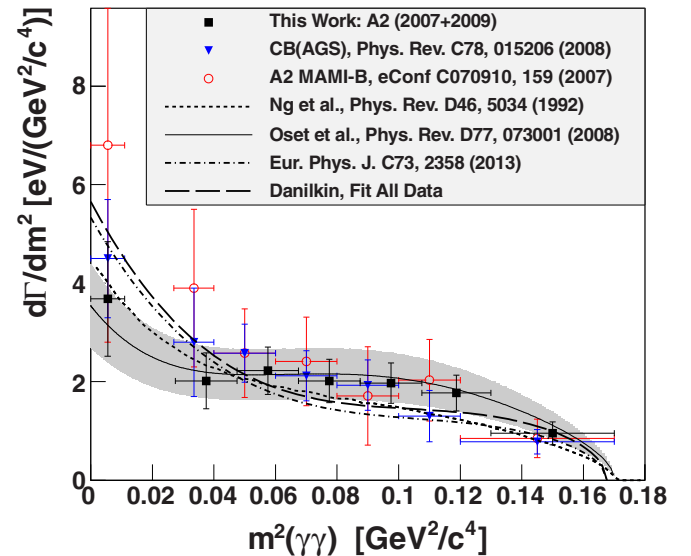 This Work: A2 (2007+2009)
CB(AGS), Phys. Rev. C78, 015206 (2008)
A2 MAMI-B, eConf C070910, 159 (2007)
Ng et al., Phys. Rev. D46, 5034 (1992)
Oset et al., Phys. Rev. D77, 073001 (2008)
Eur. Phys. J. C73, 2358 (2013)
Danilkin, Fit All Data
dΓ/dm² [eV/(GeV²/c⁴)]
8
6
4
2
0
0 0.02 0.04 0.06 0.08 0.1 0.12 0.14 0.16 0.18
m²(γγ) [GeV²/c⁴]